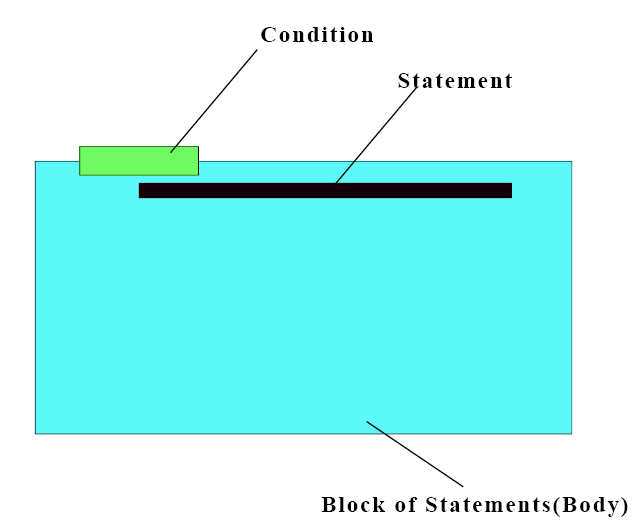 Condition
Statement
Block of Statements(Body)